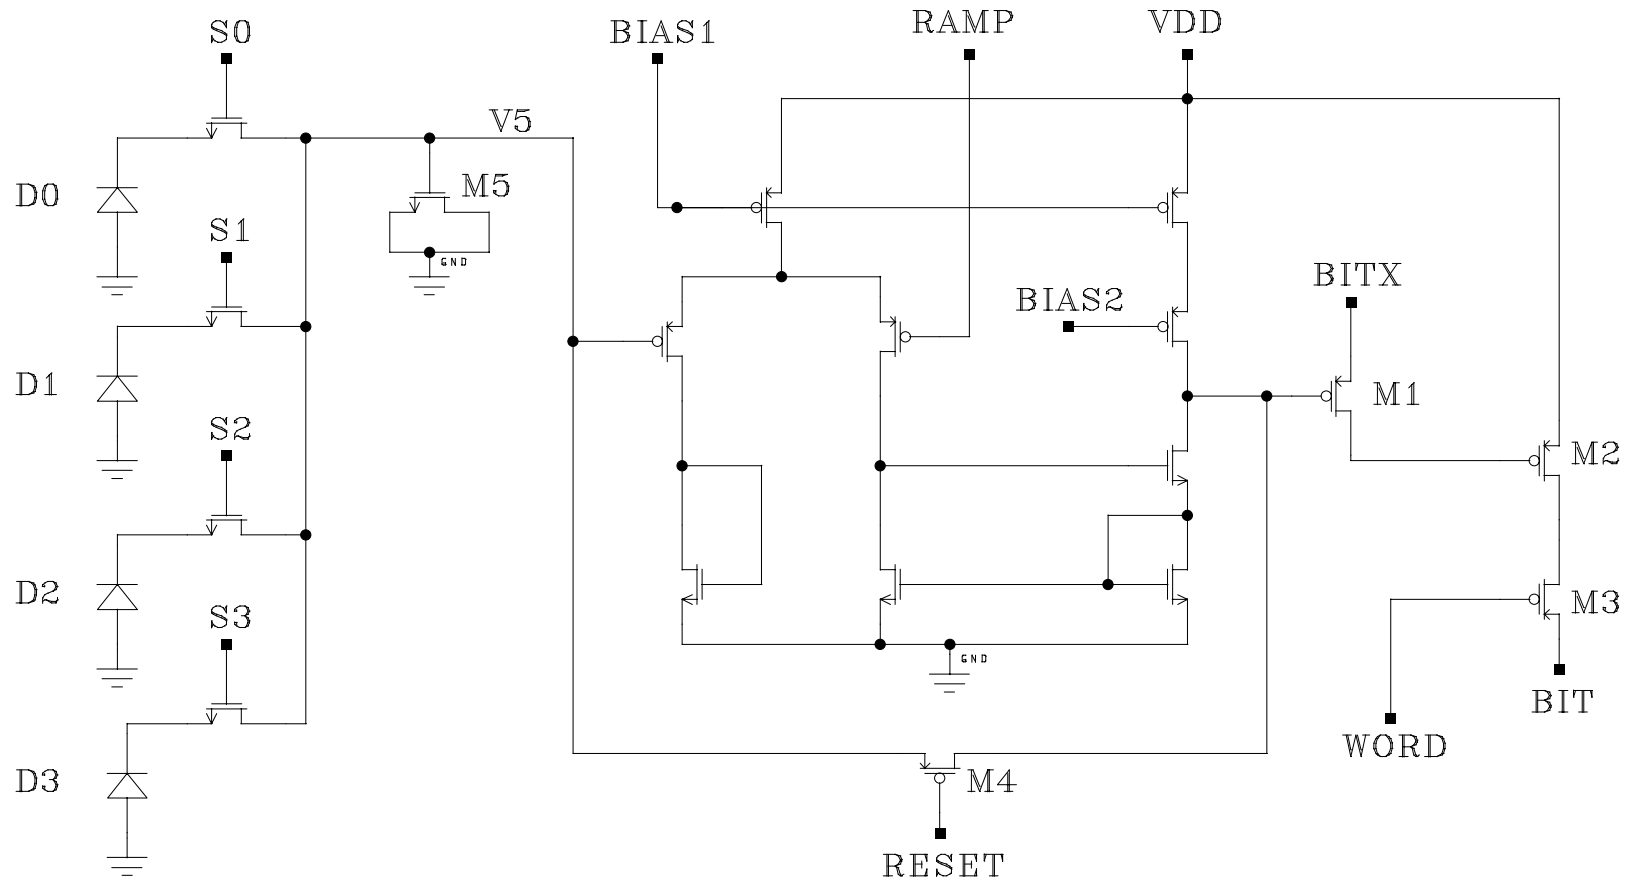 S0
BIAS1
RAMP
VDD
V5
M5
D0
GND
S1
BITX
BIAS2
D1
M1
S2
M2
D2
M3
S3
GND
BIT
WORD
D3
M4
RESET